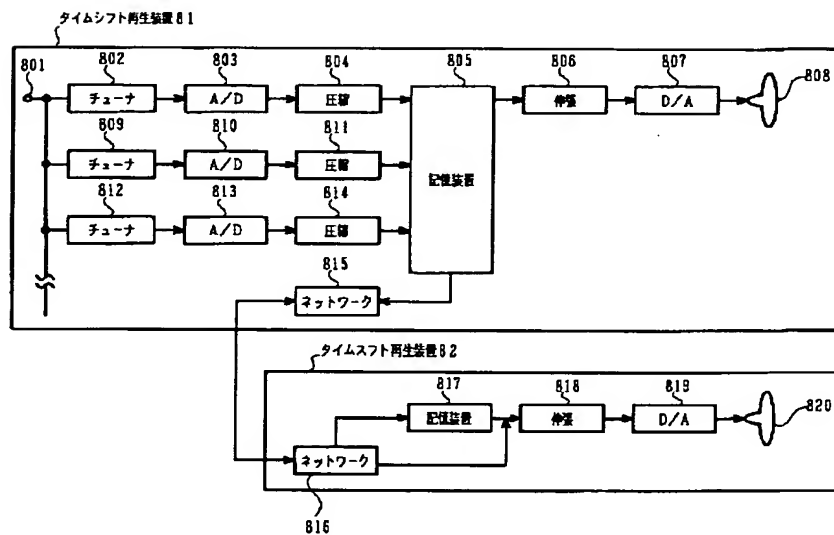 タイムシフト再生装置81
801 802 803 804 805 806 807 808
チューナ A/D 圧縮 記憶装置 伸張 D/A
809 810 811
チューナ A/D 圧縮
812 813 814
チューナ A/D 圧縮
815
ネットワーク
タイムスフト再生装置82
817 818 819 820
記憶装置 伸張 D/A
ネットワーク
816